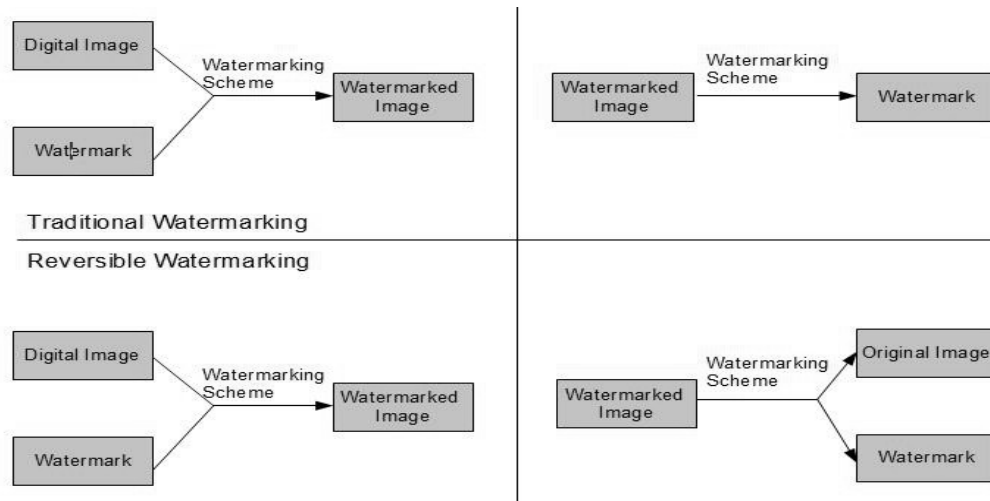 Digital Image
Watermarking
Scheme
Watermarked
Image
Watermark
Watermarking
Scheme
Watermarked
Image
Watermark
Traditional Watermarking
Reversible Watermarking
Digital Image
Watermarking
Scheme
Watermarked
Image
Watermark
Original Image
Watermarking
Scheme
Watermarked
Image
Watermark